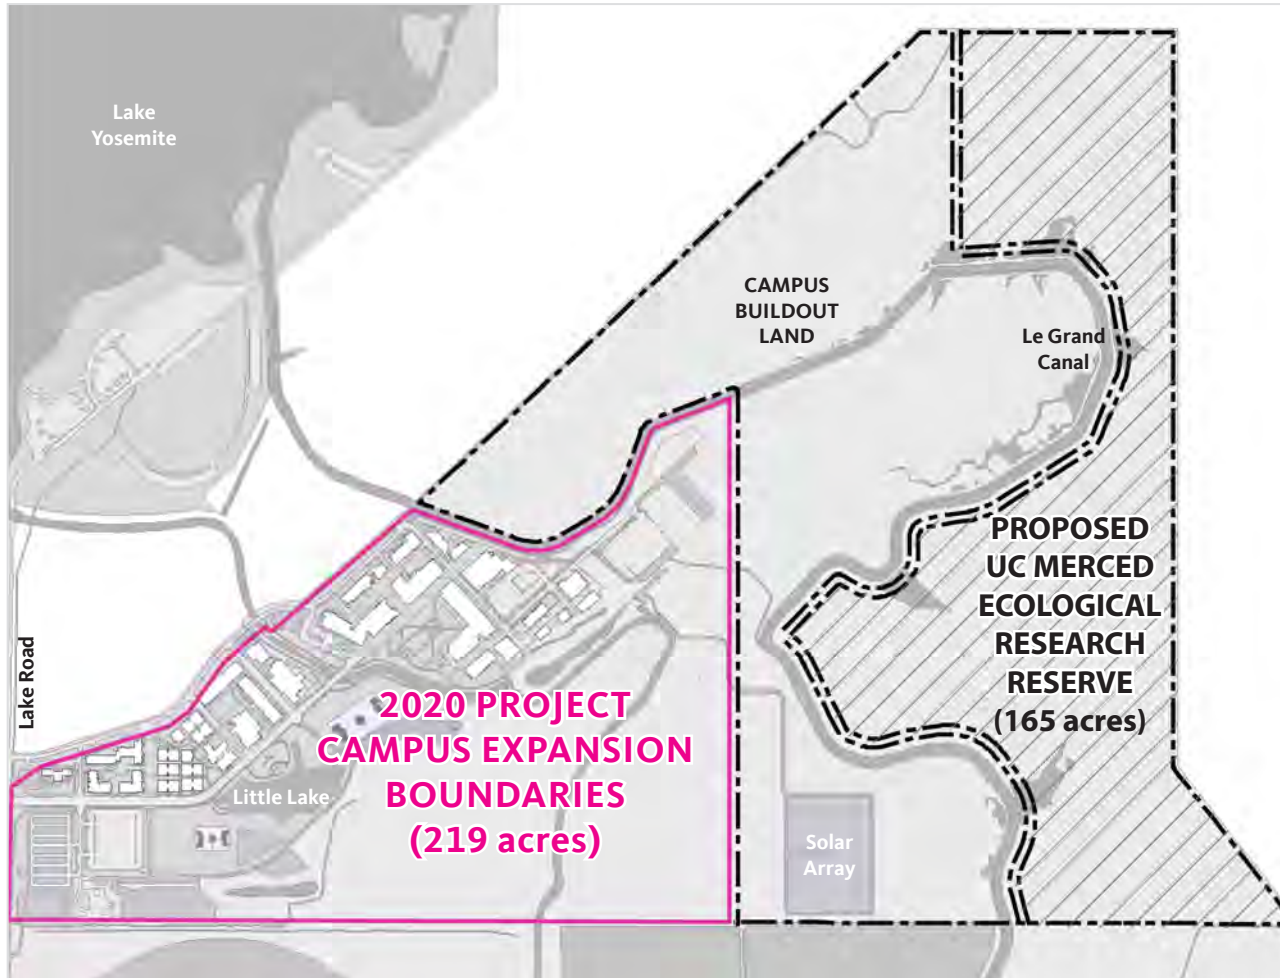 Lake
Yosemite
CAMPUS
BUILDOUT
LAND
Le Grand
Canal
PROPOSED
UC MERCED
ECOLOGICAL
RESEARCH
RESERVE
(165 acres)
Lake Road
2020 PROJECT
CAMPUS EXPANSION
BOUNDARIES
(219 acres)
Little Lake
Solar
Array